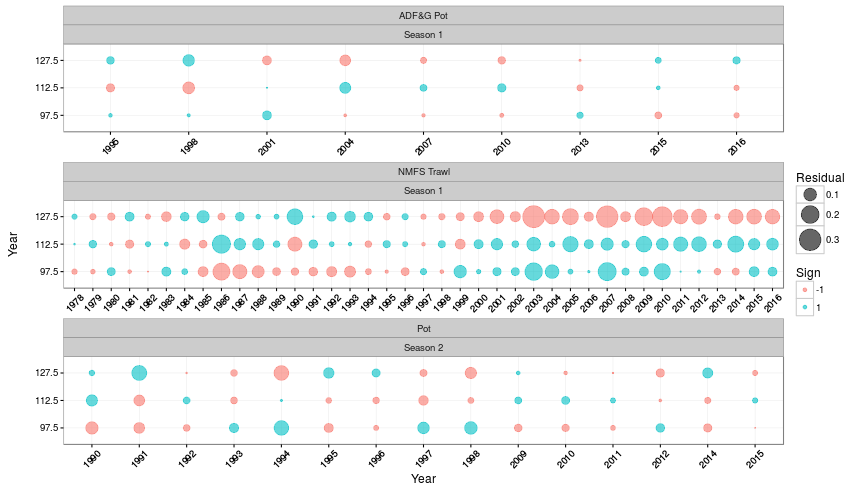 ADF&G Pot
Season 1
127.5
112.5
97.5
1995 1998 2001 2004 2007 2010 2013 2015 2016
NMFS Trawl
Season 1
127.5
112.5
97.5
1978 1979 1980 1981 1982 1983 1984 1985 1986 1987 1988 1989 1990 1991 1992 1993 1994 1995 1996 1997 1998 1999 2000 2001 2002 2003 2004 2005 2006 2007 2008 2009 2010 2011 2012 2013 2014 2015 2016
Pot
Season 2
127.5
112.5
97.5
1990 1991 1992 1993 1994 1995 1996 1997 1998 2009 2010 2011 2012 2014 2015
Year
Year
Residual
0.1
0.2
0.3
Sign
-1
1